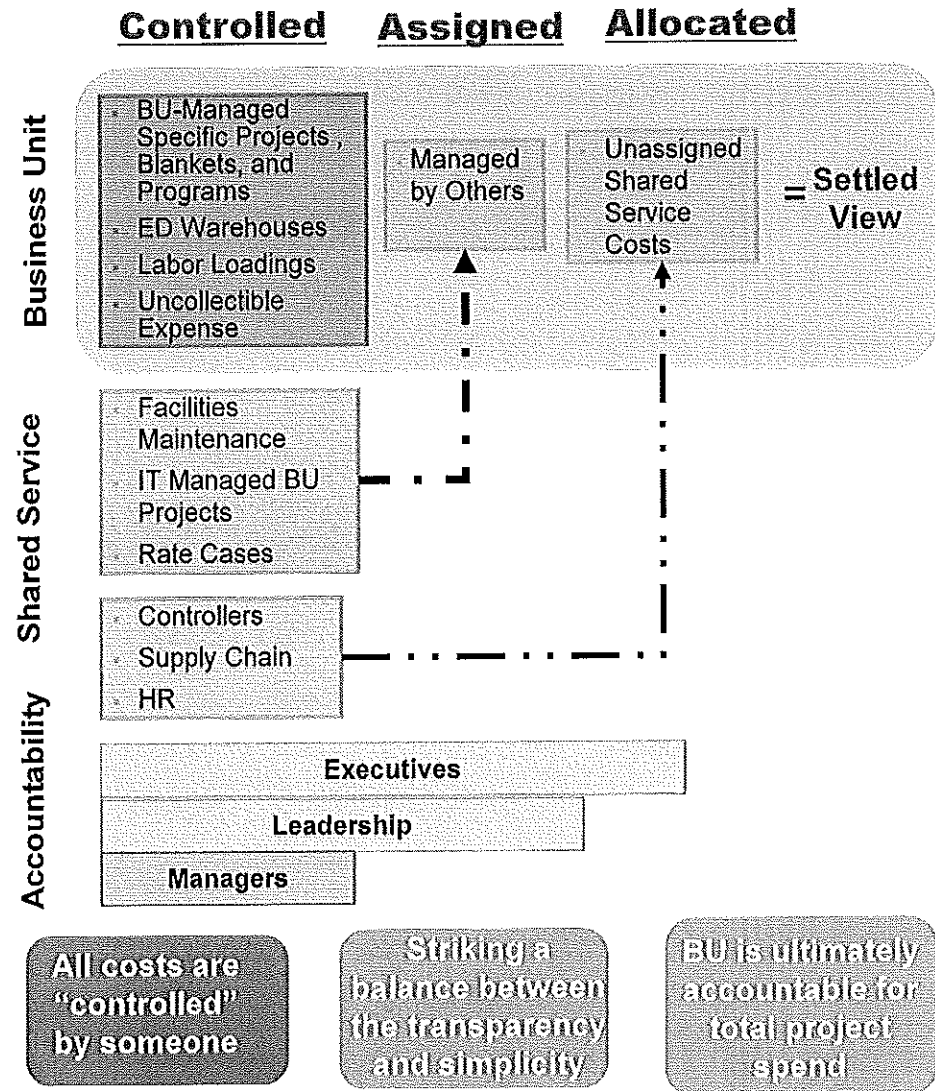 Controlled Assigned Allocated
Business Unit
BU-Managed
Specific Projects ,
Blankets, and
Programs
ED Warehouses
Labor Loadings
Uncollectible
Expense
Managed
by Others
Unassigned
Shared
Service
Costs
= Settled
View
Shared Service
Facilities
Maintenance
IT Managed BU
Projects
Rate Cases
Controllers
Supply Chain
HR
Accountability
Executives
Leadership
Managers
All costs are
“controlled”
by someone
Striking a
balance between
the transparency
and simplicity
BU is ultimately
accountable for
total project
spend